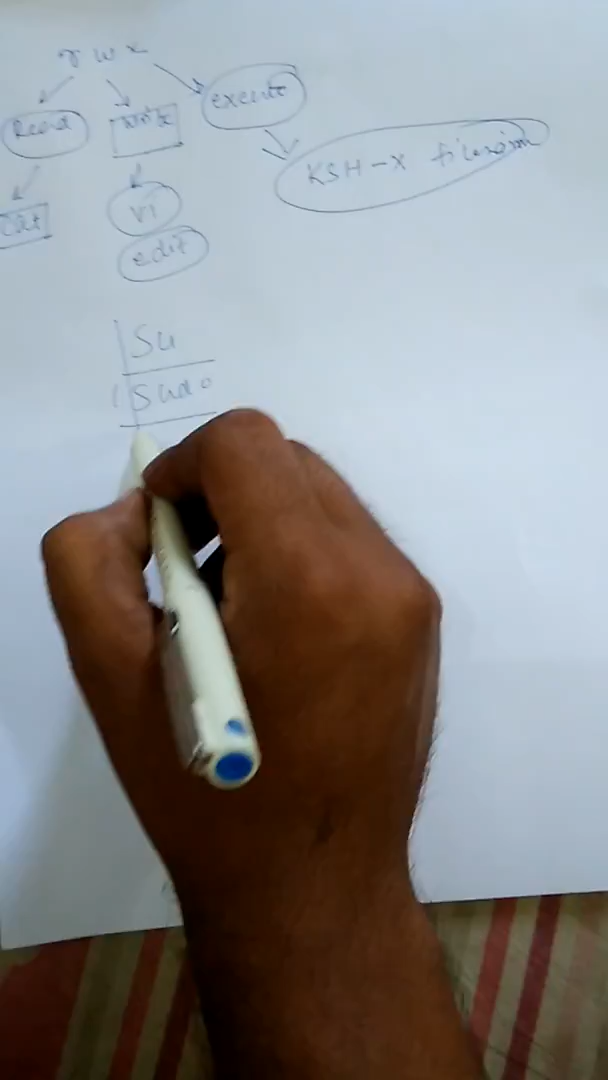 r w x
Read write execute
KSH -x filename
cat vi
edit
Su
Sudo